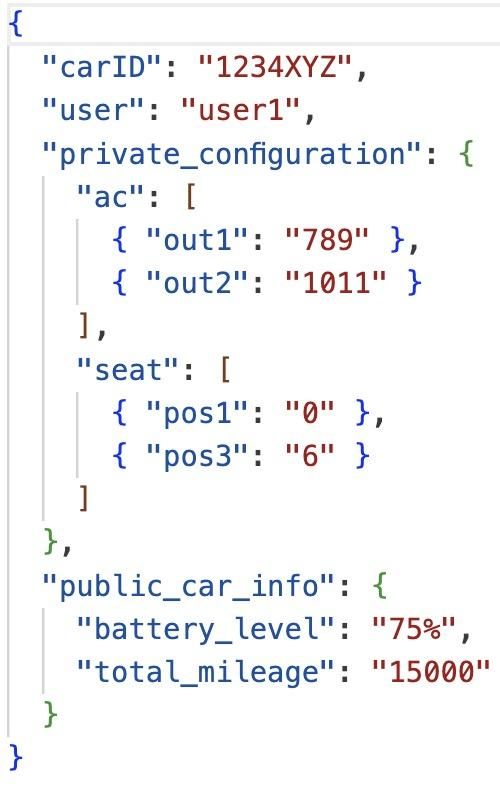 {
"carID": "1234XYZ",
"user": "user1",
"private_configuration": {
"ac": [
{ "out1": "789" },
{ "out2": "1011" }
],
"seat": [
{ "pos1": "0" },
{ "pos3": "6" }
]
},
"public_car_info": {
"battery_level": "75%",
"total_mileage": "15000"
}
}